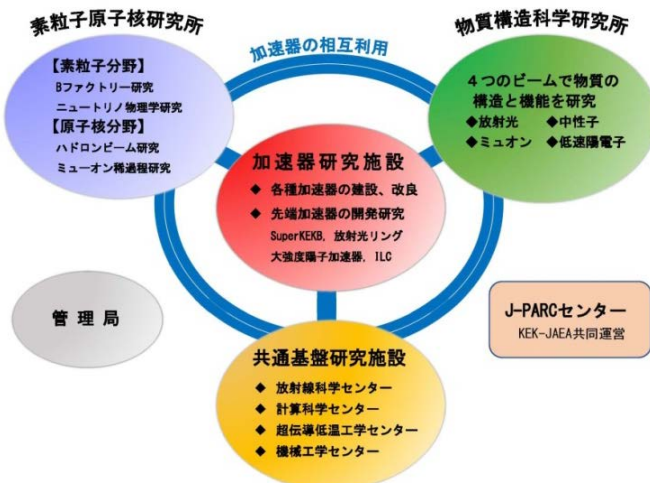 素粒子原子核研究所
【素粒子分野】
Bファクトリー研究
ニュートリノ物理学研究
【原子核分野】
ハドロンビーム研究
ミューオン稀過程研究
加速器の相互利用
物質構造科学研究所
4つのビームで物質の
構造と機能を研究
◆放射光 ◆中性子
◆ミュオン ◆低速陽電子
加速器研究施設
◆ 各種加速器の建設、改良
◆ 先端加速器の開発研究
SuperKEKB, 放射光リング
大強度陽子加速器, ILC
管理局
J-PARCセンター
KEK-JAEA共同運営
共通基盤研究施設
◆ 放射線科学センター
◆ 計算科学センター
◆ 超伝導低温工学センター
◆ 機械工学センター